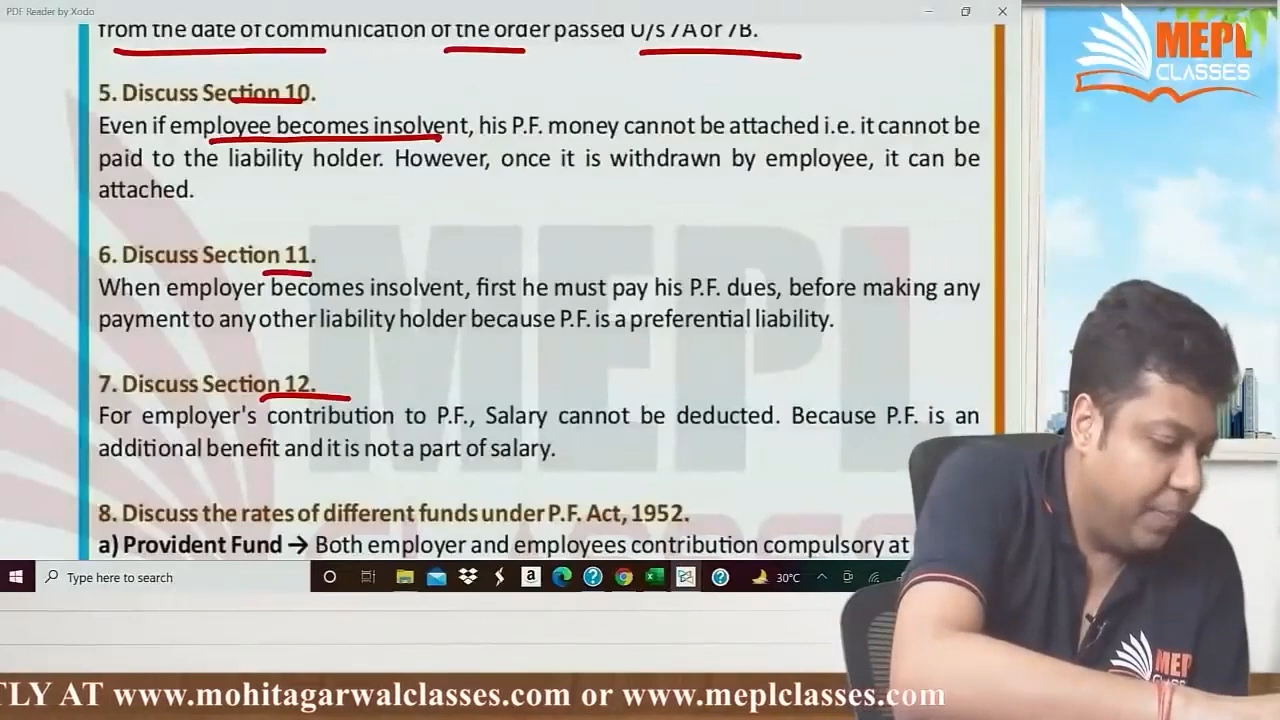 PDF Reader by Xodo
from the date of communication of the order passed U/s 7A or 7B.
5. Discuss Section 10.
Even if employee becomes insolvent, his P.F. money cannot be attached i.e. it cannot be
paid to the liability holder. However, once it is withdrawn by employee, it can be
attached.
6. Discuss Section 11.
When employer becomes insolvent, first he must pay his P.F. dues, before making any
payment to any other liability holder because P.F. is a preferential liability.
7. Discuss Section 12.
For employer's contribution to P.F., Salary cannot be deducted. Because P.F. is an
additional benefit and it is not a part of salary.
8. Discuss the rates of different funds under P.F. Act, 1952.
a) Provident Fund → Both employer and employees contribution compulsory at
MEPL
MEPL
CLASSES
Type here to search
30°C
MEPL
CLASS
TLY AT www.mohitagarwalclasses.com or www.meplclasses.com